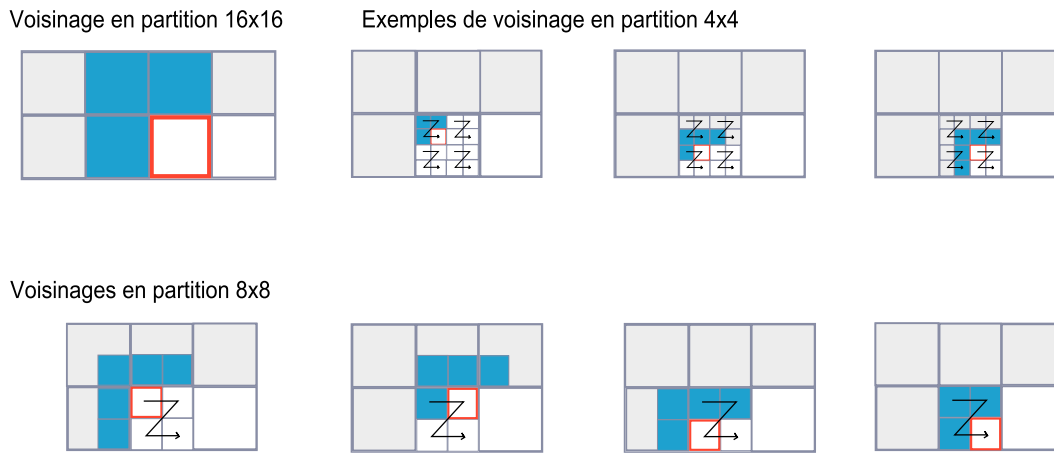 Voisinage en partition 16x16
Exemples de voisinage en partition 4x4
Voisinages en partition 8x8